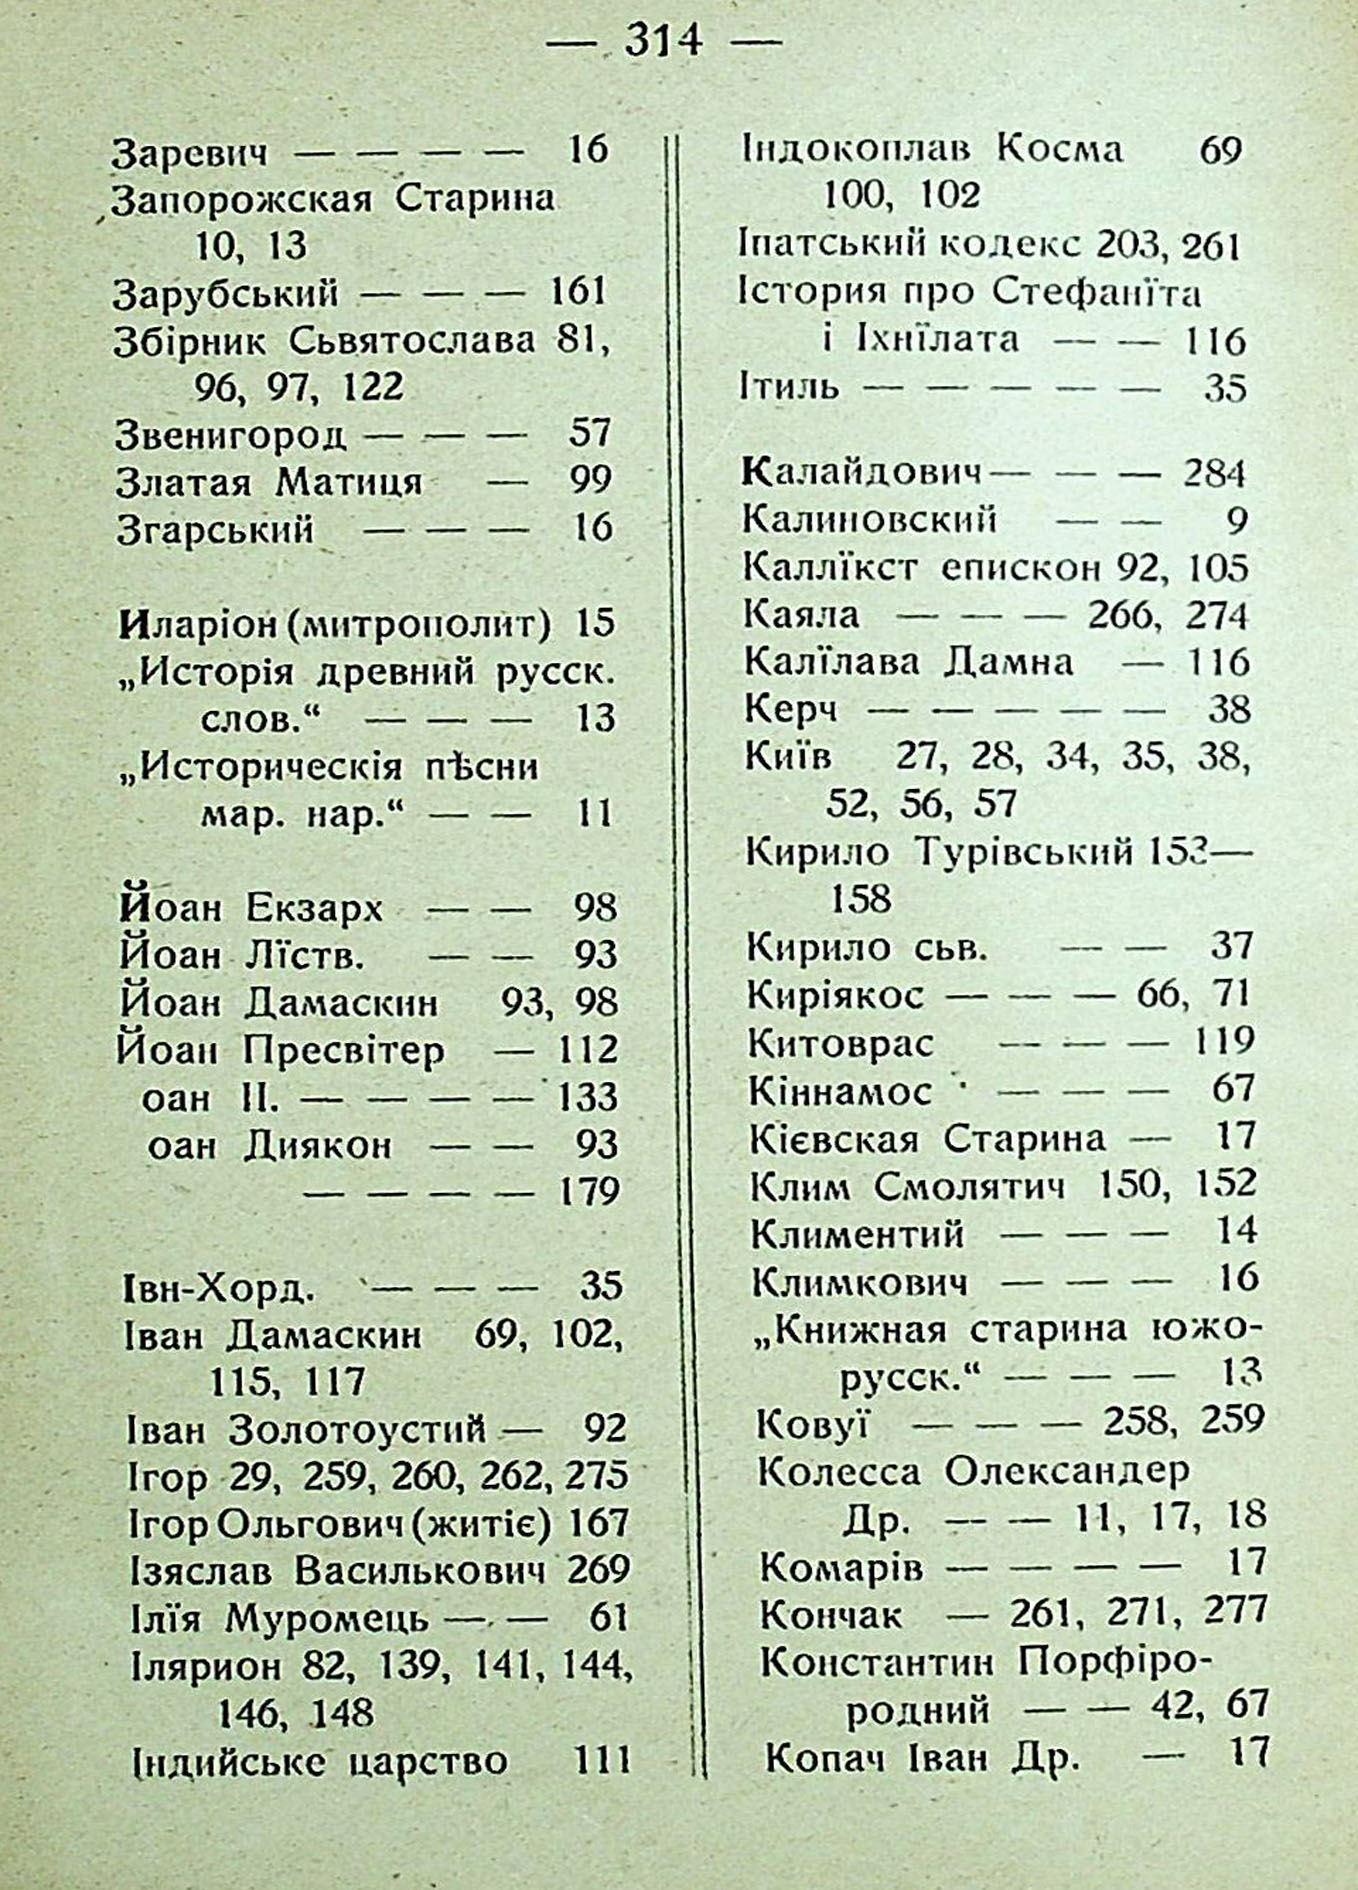 — 314 —
Заревич — — — — 16
Запорожская Старина
10, 13
Зарубський — — — 161
Збірник Сьвятослава 81,
96, 97, 122
Звенигород — — — 57
Златая Матиця — 99
Згарський — — — 16
Иларіон (митрополит) 15
„Исторія древний русск.
слов.“ — — — 13
„Историческія пѣсни
мар. нар.“ — — 11
Йоан Екзарх — — 98
Йоан Лїств. — — 93
Йоан Дамаскин 93, 98
Йоан Пресвітер — 112
оан II. — — — — 133
оан Диякон — — 93
— — — — 179
Івн-Хорд. — — — 35
Іван Дамаскин 69, 102,
115, 117
Іван Золотоустий — 92
Ігор 29, 259, 260, 262, 275
Ігор Ольгович (житіє) 167
Ізяслав Василькович 269
Ілїя Муромець — — 61
Ілярион 82, 139, 141, 144,
146, 148
Індийське царство 111
Індокоплав Косма 69
100, 102
Іпатський кодекс 203, 261
Істория про Стефанїта
і Іхнїлата — — 116
Ітиль — — — — — 35
Калайдович — — — 284
Калиновский — — 9
Каллїкст епискон 92, 105
Каяла — — — 266, 274
Калїлава Дамна — 116
Керч — — — — — 38
Київ 27, 28, 34, 35, 38,
52, 56, 57
Кирило Турівський 153—
158
Кирило сьв. — — 37
Киріякос — — — 66, 71
Китоврас — — — 119
Кіннамос — — — 67
Кієвская Старина — 17
Клим Смолятич 150, 152
Климентий — — — 14
Климкович — — — 16
„Книжная старина южо-
русск.“ — — — 13
Ковуї — — — 258, 259
Колесса Олександер
Др. — — 11, 17, 18
Комарів — — — — 17
Кончак — 261, 271, 277
Константин Порфіро-
родний — — 42, 67
Копач Іван Др. — 17